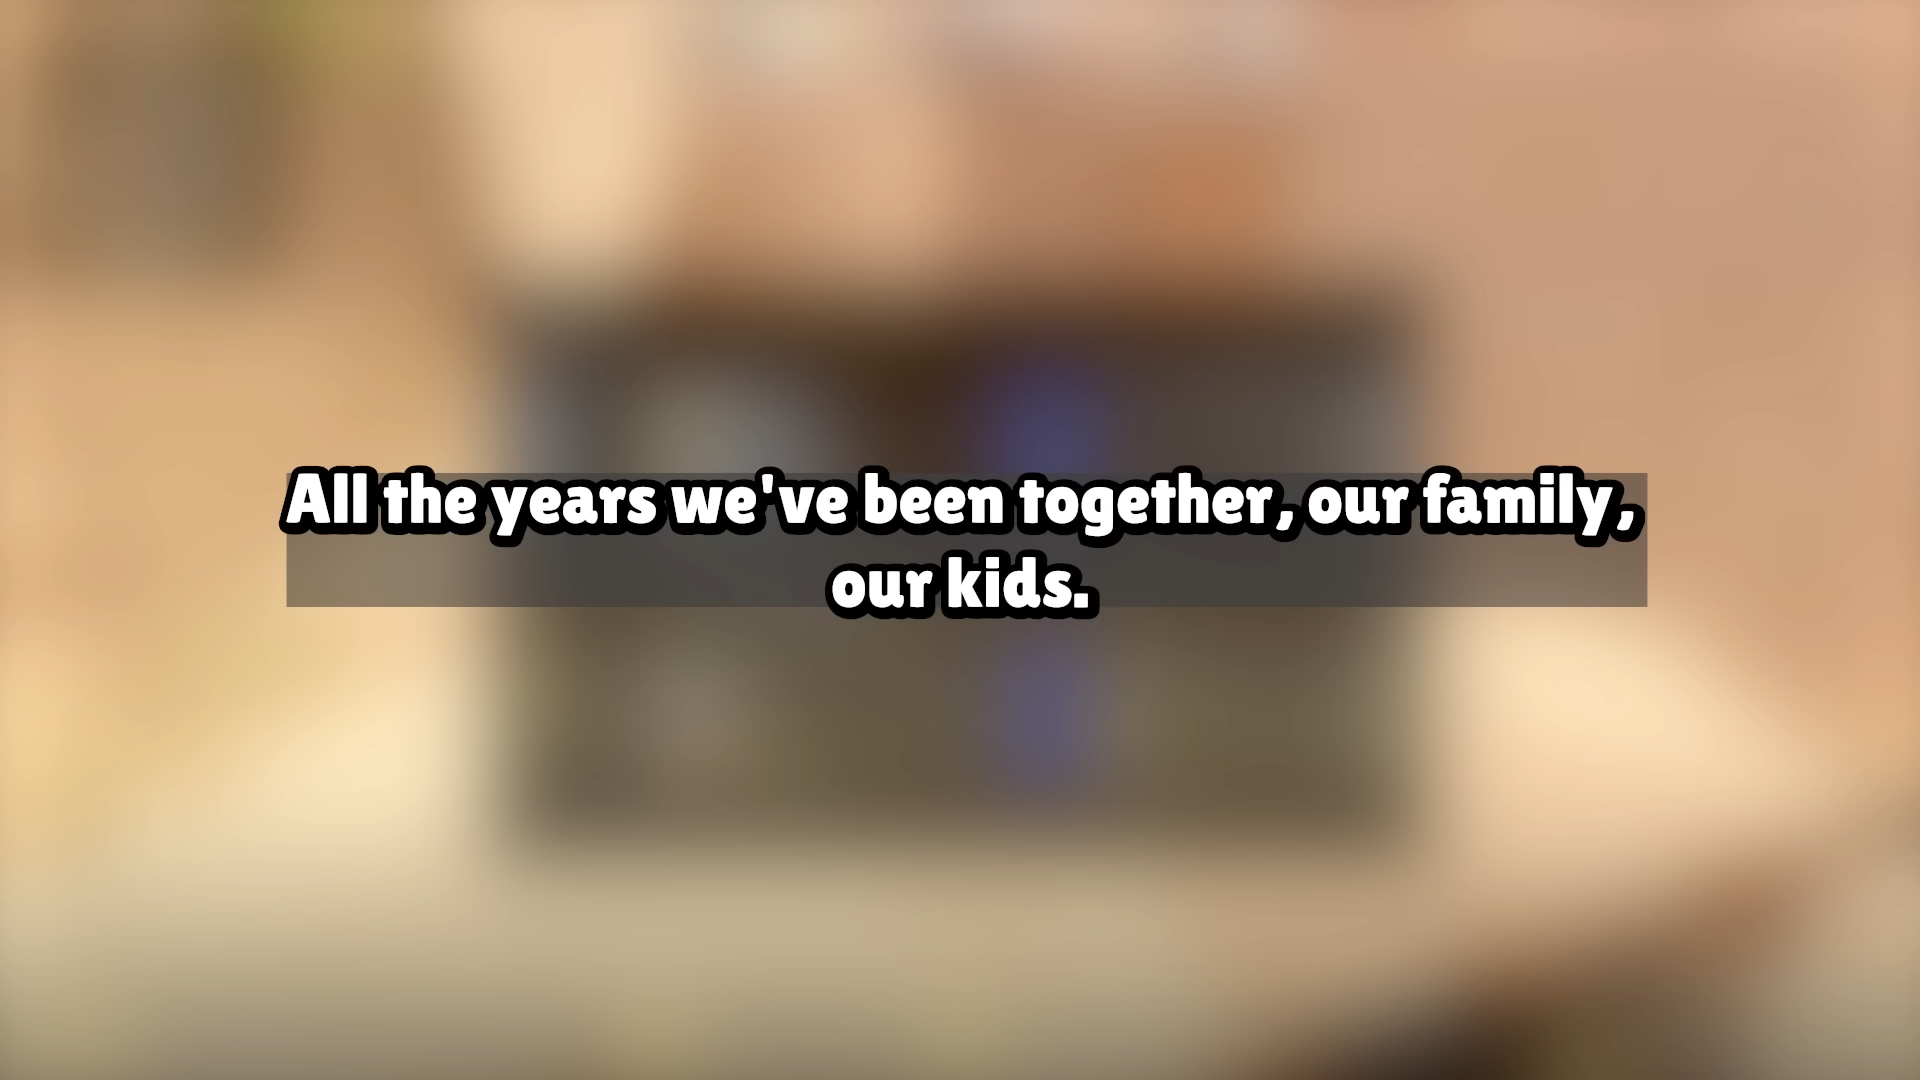 All the years we've been together, our family,
our kids.